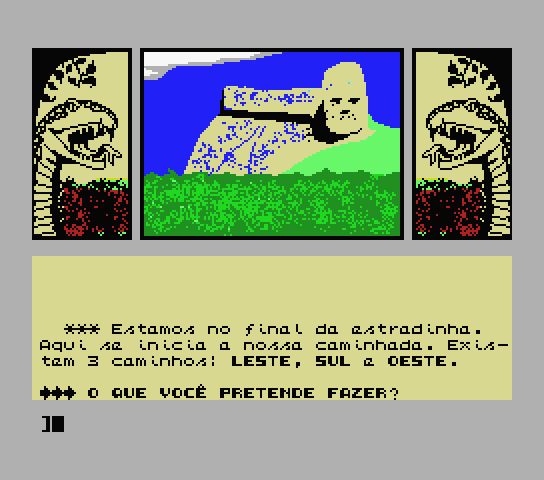 *** Estamos no final da estradinha.
Aqui se inicia a nossa caminhada. Exis-
tem 3 caminhos: LESTE, SUL e OESTE.
♦♦♦ O QUE VOCÊ PRETENDE FAZER?
]